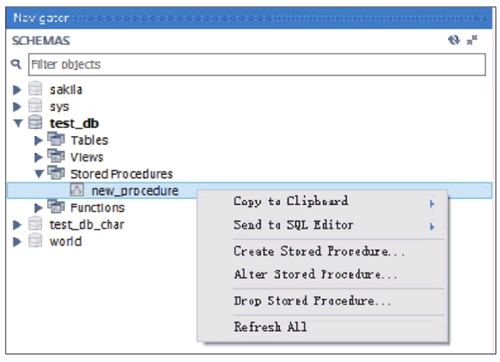 Navigator
SCHEMAS
Filter objects
sakila
sys
test_db
Tables
Views
Stored Procedures
new_procedure
Functions
test_db_char
world
Copy to Clipboard
Send to SQL Editor
Create Stored Procedure...
Alter Stored Procedure...
Drop Stored Procedure...
Refresh All